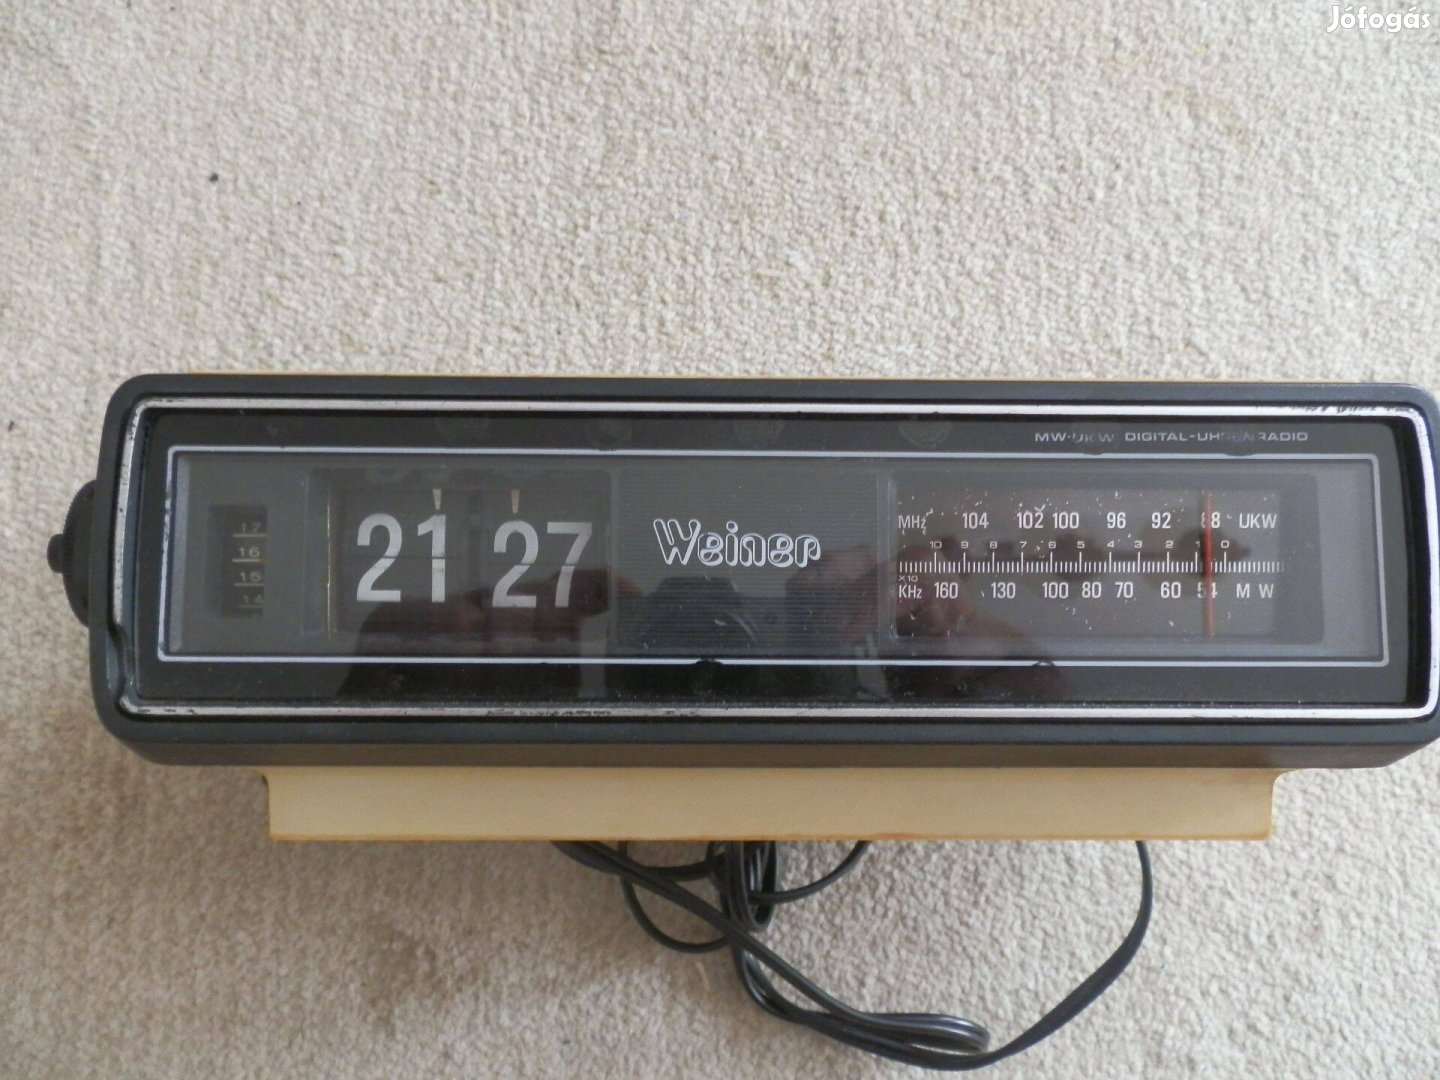 Jófogás
MW-UKW DIGITAL-UHRENRADIO
17
16
15
14
21 27
Weiner
MHz 104 102 100 96 92 88 UKW
10 9 8 7 6 5 4 3 2 1 0
x10
KHz 160 130 100 80 70 60 54 MW